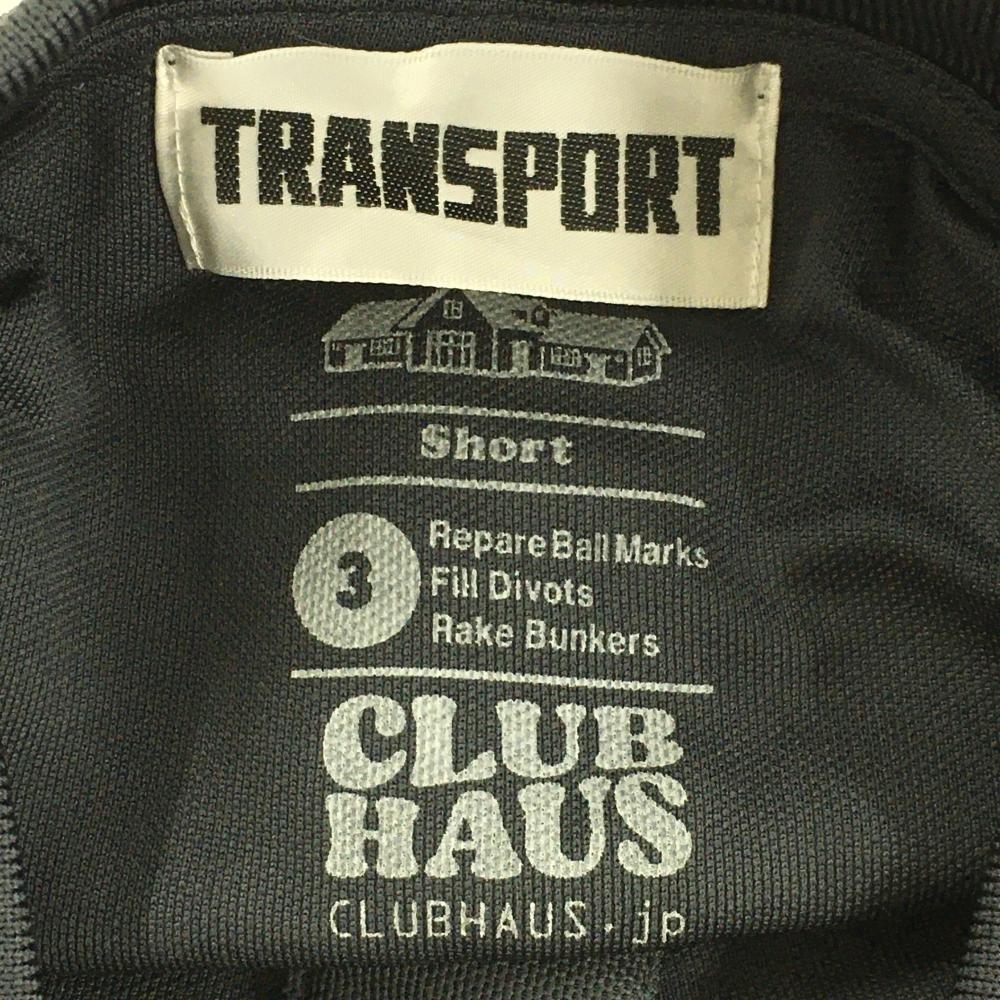 TRANSPORT
Short
3
Repare Ball Marks
Fill Divots
Rake Bunkers
CLUB
HAUS
CLUBHAUS.jp